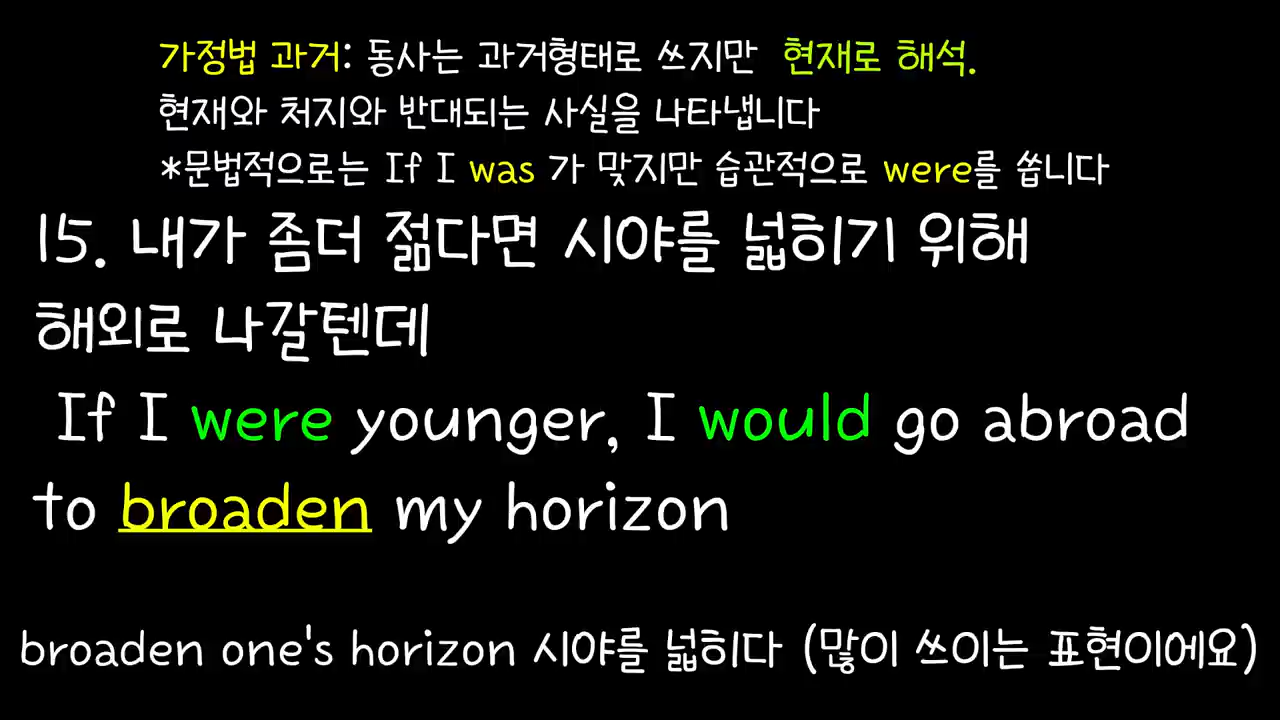 가정법 과거: 동사는 과거형태로 쓰지만 현재로 해석.
현재와 처지와 반대되는 사실을 나타냅니다
*문법적으로는 If I was 가 맞지만 습관적으로 were를 씁니다
15. 내가 좀더 젊다면 시야를 넓히기 위해
해외로 나갈텐데
If I were younger, I would go abroad
to broaden my horizon
broaden one's horizon 시야를 넓히다 (많이 쓰이는 표현이에요)